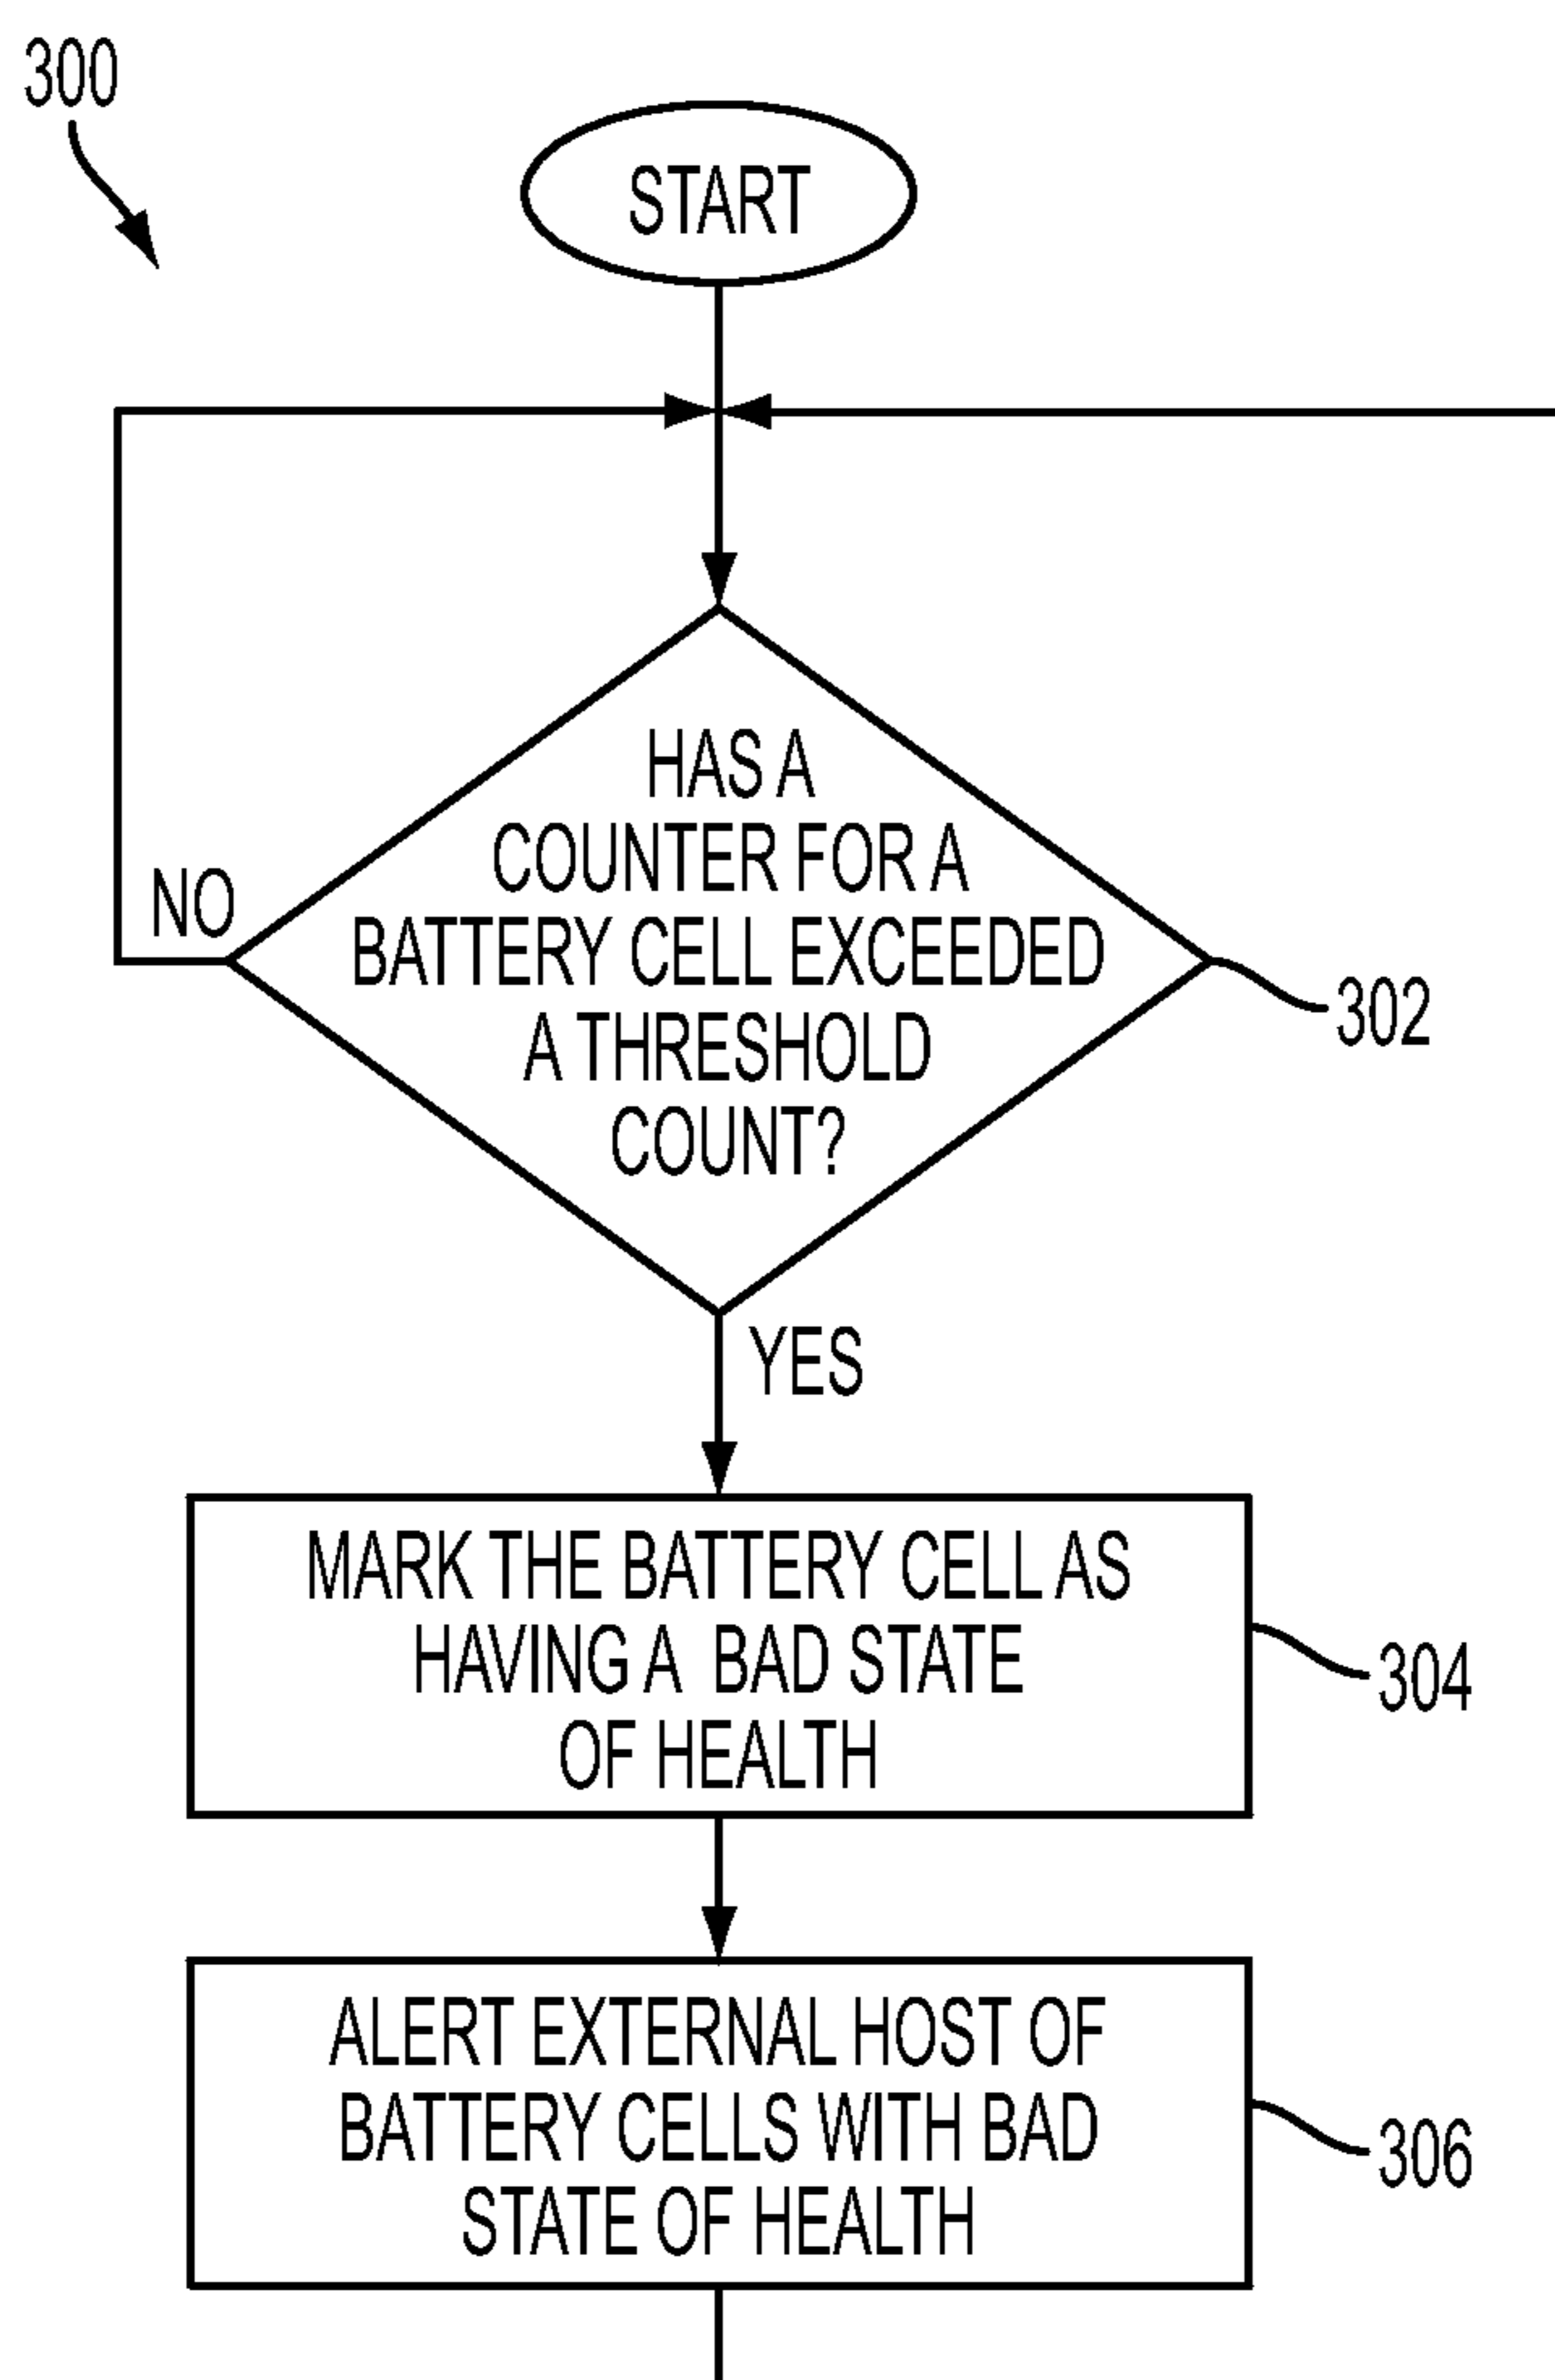 300
START
HAS A
COUNTER FOR A
BATTERY CELL EXCEEDED
A THRESHOLD
COUNT?
NO
302
YES
MARK THE BATTERY CELL AS
HAVING A BAD STATE
OF HEALTH
304
ALERT EXTERNAL HOST OF
BATTERY CELLS WITH BAD
STATE OF HEALTH
306